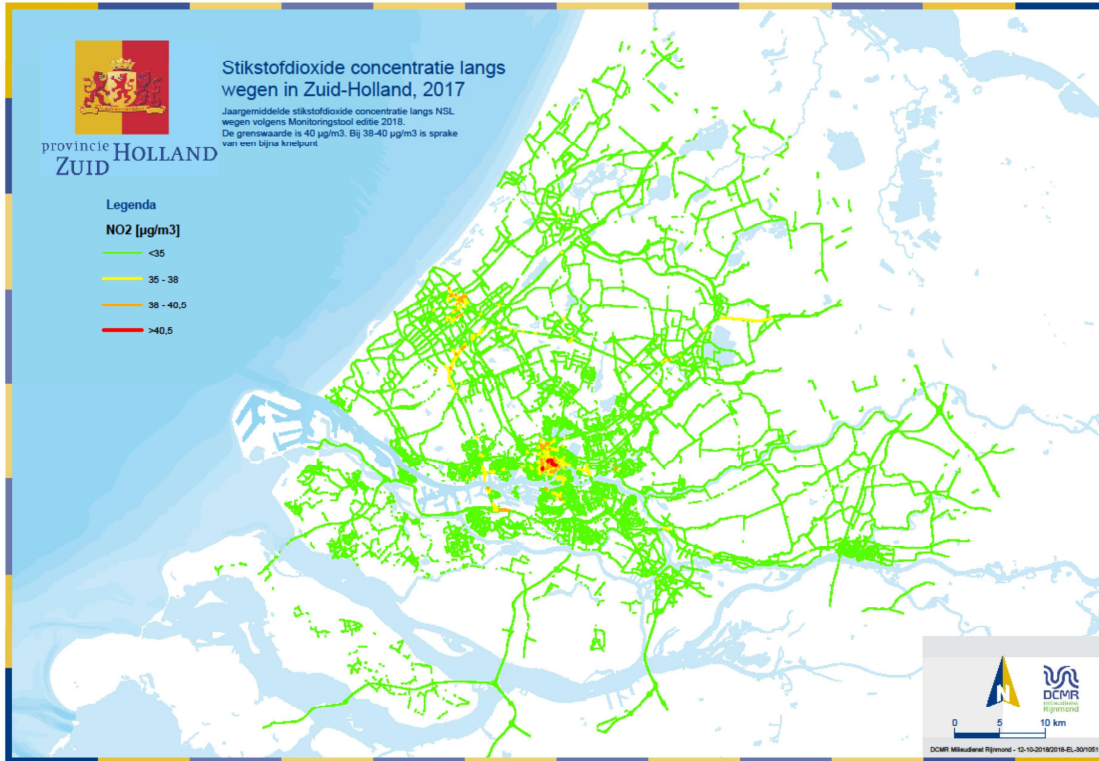 Stikstofdioxide concentratie langs
wegen in Zuid-Holland, 2017
Jaargemiddelde stikstofdioxide concentratie langs NSL
wegen volgens Monitoringstool editie 2018.
De grenswaarde is 40 µg/m3. Bij 38-40 µg/m3 is sprake
van een bijna knelpunt
provincie HOLLAND
ZUID
Legenda
NO2 [µg/m3]
<35
35 - 38
38 - 40,5
>40,5
N
DCMR
milieudienst
Rijnmond
0 5 10 km
DCMR Milieudienst Rijnmond - 12-10-2018/2018-EL-30/1051